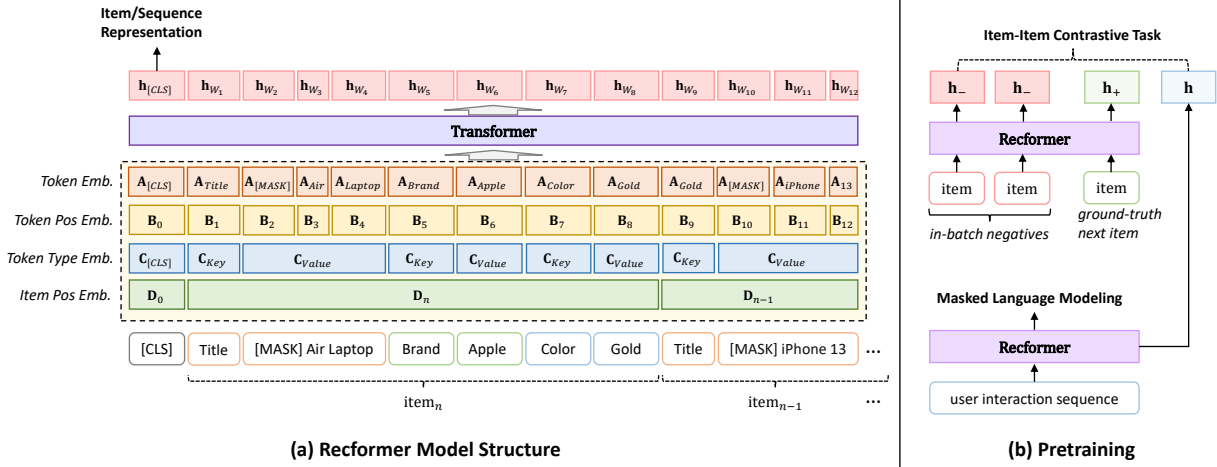 Item/Sequence
Representation
h[CLS] hW1 hW2 hW3 hW4 hW5 hW6 hW7 hW8 hW9 hW10 hW11 hW12
Transformer
Token Emb. A[CLS] ATitle A[MASK] AAir ALaptop ABrand AApple AColor AGold AGold A[MASK] AiPhone A13
Token Pos Emb. B0 B1 B2 B3 B4 B5 B6 B7 B8 B9 B10 B11 B12
Token Type Emb. C[CLS] CKey CValue CKey CValue CKey CValue CKey CValue
Item Pos Emb. D0 Dn Dn−1
[CLS] Title [MASK] Air Laptop Brand Apple Color Gold Title [MASK] iPhone 13 ...
itemn itemn−1 ...
(a) Recformer Model Structure
Item-Item Contrastive Task
h− h− h+ h
Recformer
item item item
in-batch negatives
ground-truth
next item
Masked Language Modeling
Recformer
user interaction sequence
(b) Pretraining